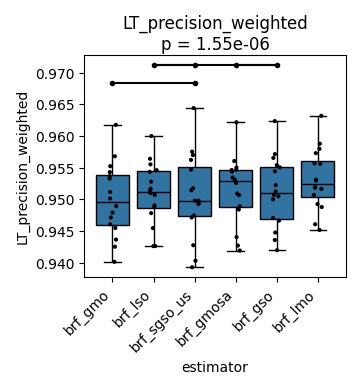 LT_precision_weighted
p = 1.55e-06
LT_precision_weighted
0.970
0.965
0.960
0.955
0.950
0.945
0.940
brf_gmo
brf_lso
brf_sgso_us
brf_gmosa
brf_gso
brf_lmo
estimator